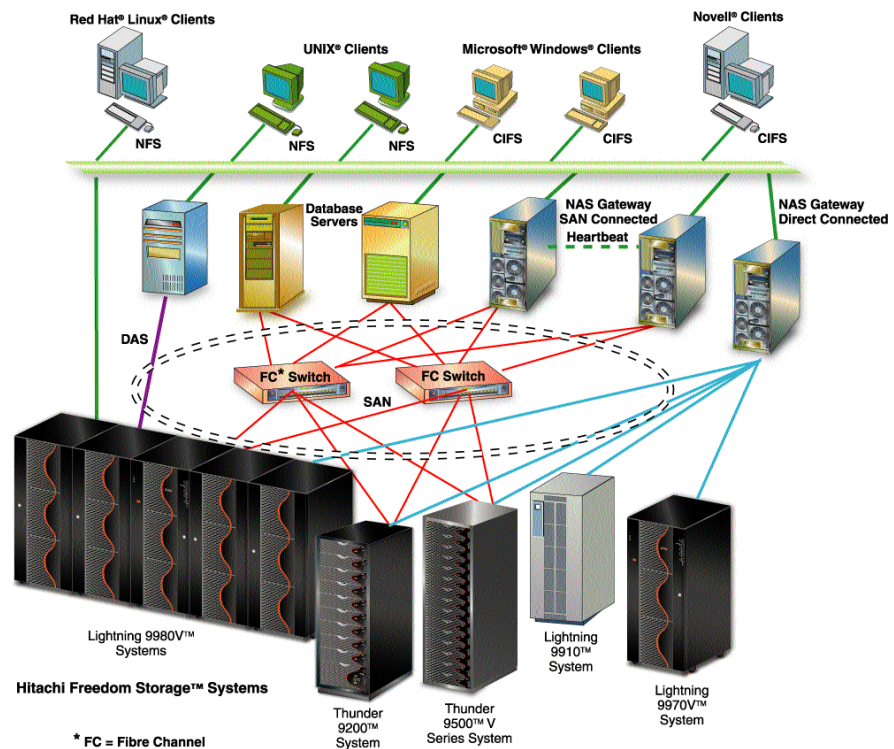 Red Hat® Linux® Clients
UNIX® Clients
Microsoft® Windows® Clients
Novell® Clients
NFS
NFS
NFS
CIFS
CIFS
CIFS
Database
Servers
NAS Gateway
SAN Connected
Heartbeat
NAS Gateway
Direct Connected
DAS
FC* Switch
FC Switch
SAN
Lightning 9980V™
Systems
Hitachi Freedom Storage™ Systems
Thunder
9200™
System
Thunder
9500™ V
Series System
Lightning
9910™
System
Lightning
9970V™
System
* FC = Fibre Channel